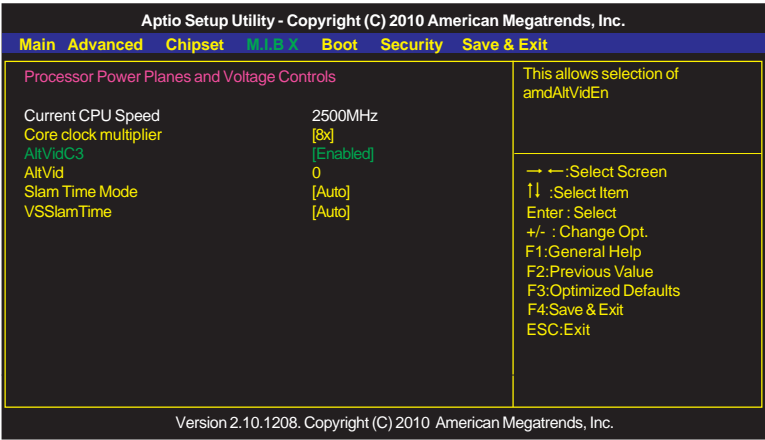 Aptio Setup Utility - Copyright (C) 2010 American Megatrends, Inc.
Main Advanced Chipset M.I.B X Boot Security Save & Exit
Processor Power Planes and Voltage Controls
Current CPU Speed 2500MHz
Core clock multiplier [8x]
AltVidC3 [Enabled]
AltVid 0
Slam Time Mode [Auto]
VSSlamTime [Auto]
This allows selection of
amdAltVidEn
→ ←:Select Screen
↑↓ :Select Item
Enter : Select
+/- : Change Opt.
F1:General Help
F2:Previous Value
F3:Optimized Defaults
F4:Save & Exit
ESC:Exit
Version 2.10.1208. Copyright (C) 2010 American Megatrends, Inc.